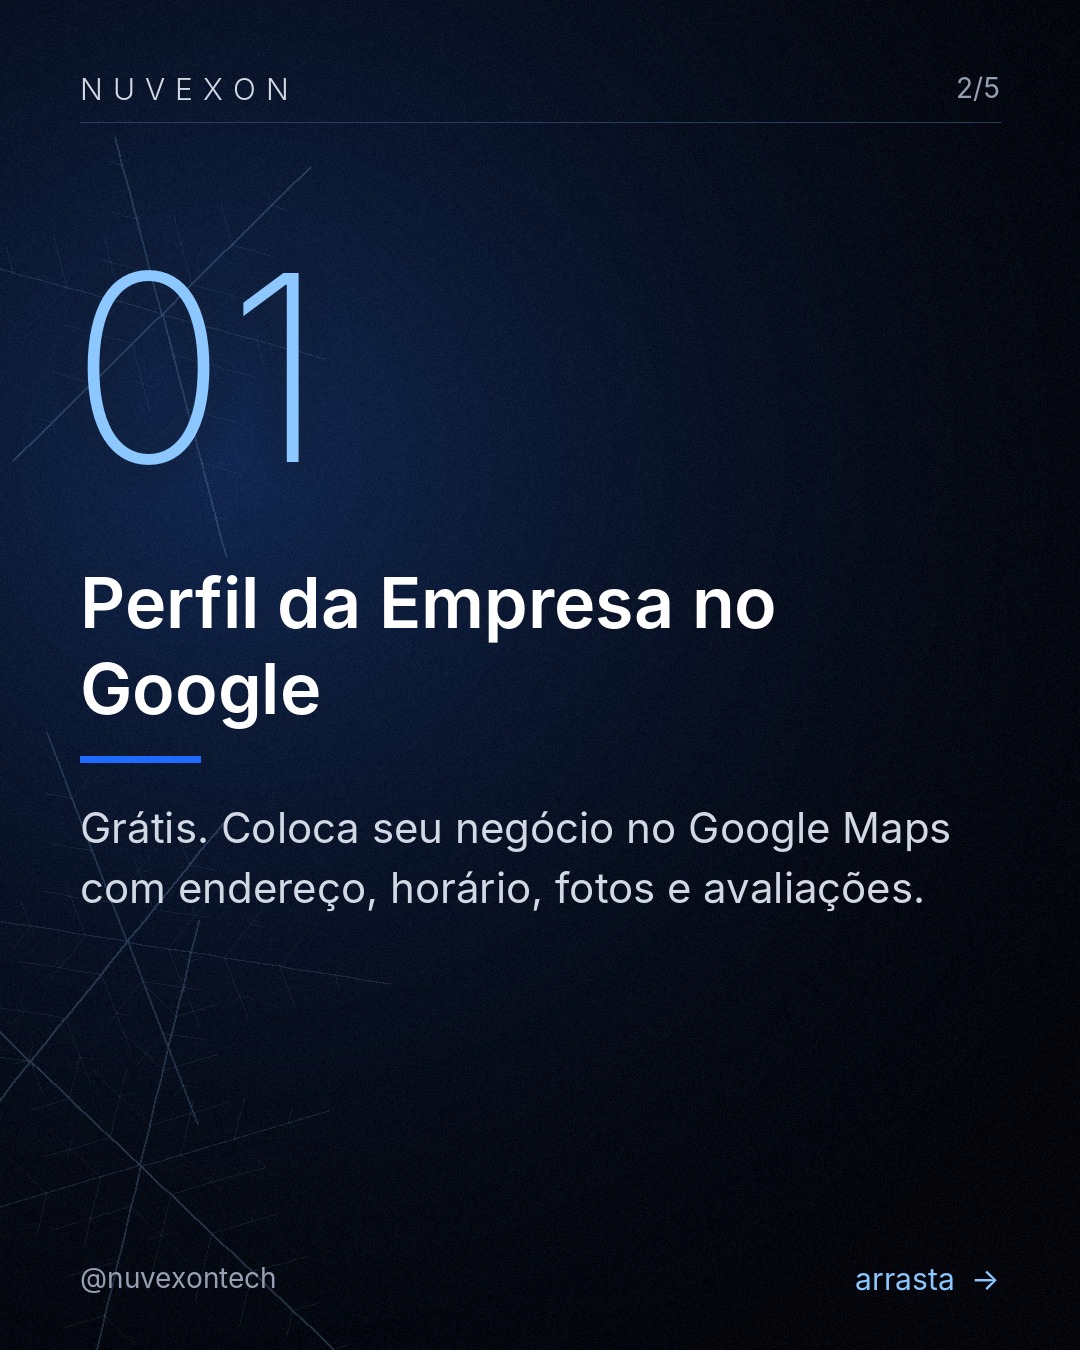 NUVEXON
2/5
01
Perfil da Empresa no
Google
Grátis. Coloca seu negócio no Google Maps
com endereço, horário, fotos e avaliações.
@nuvexontech
arrasta →